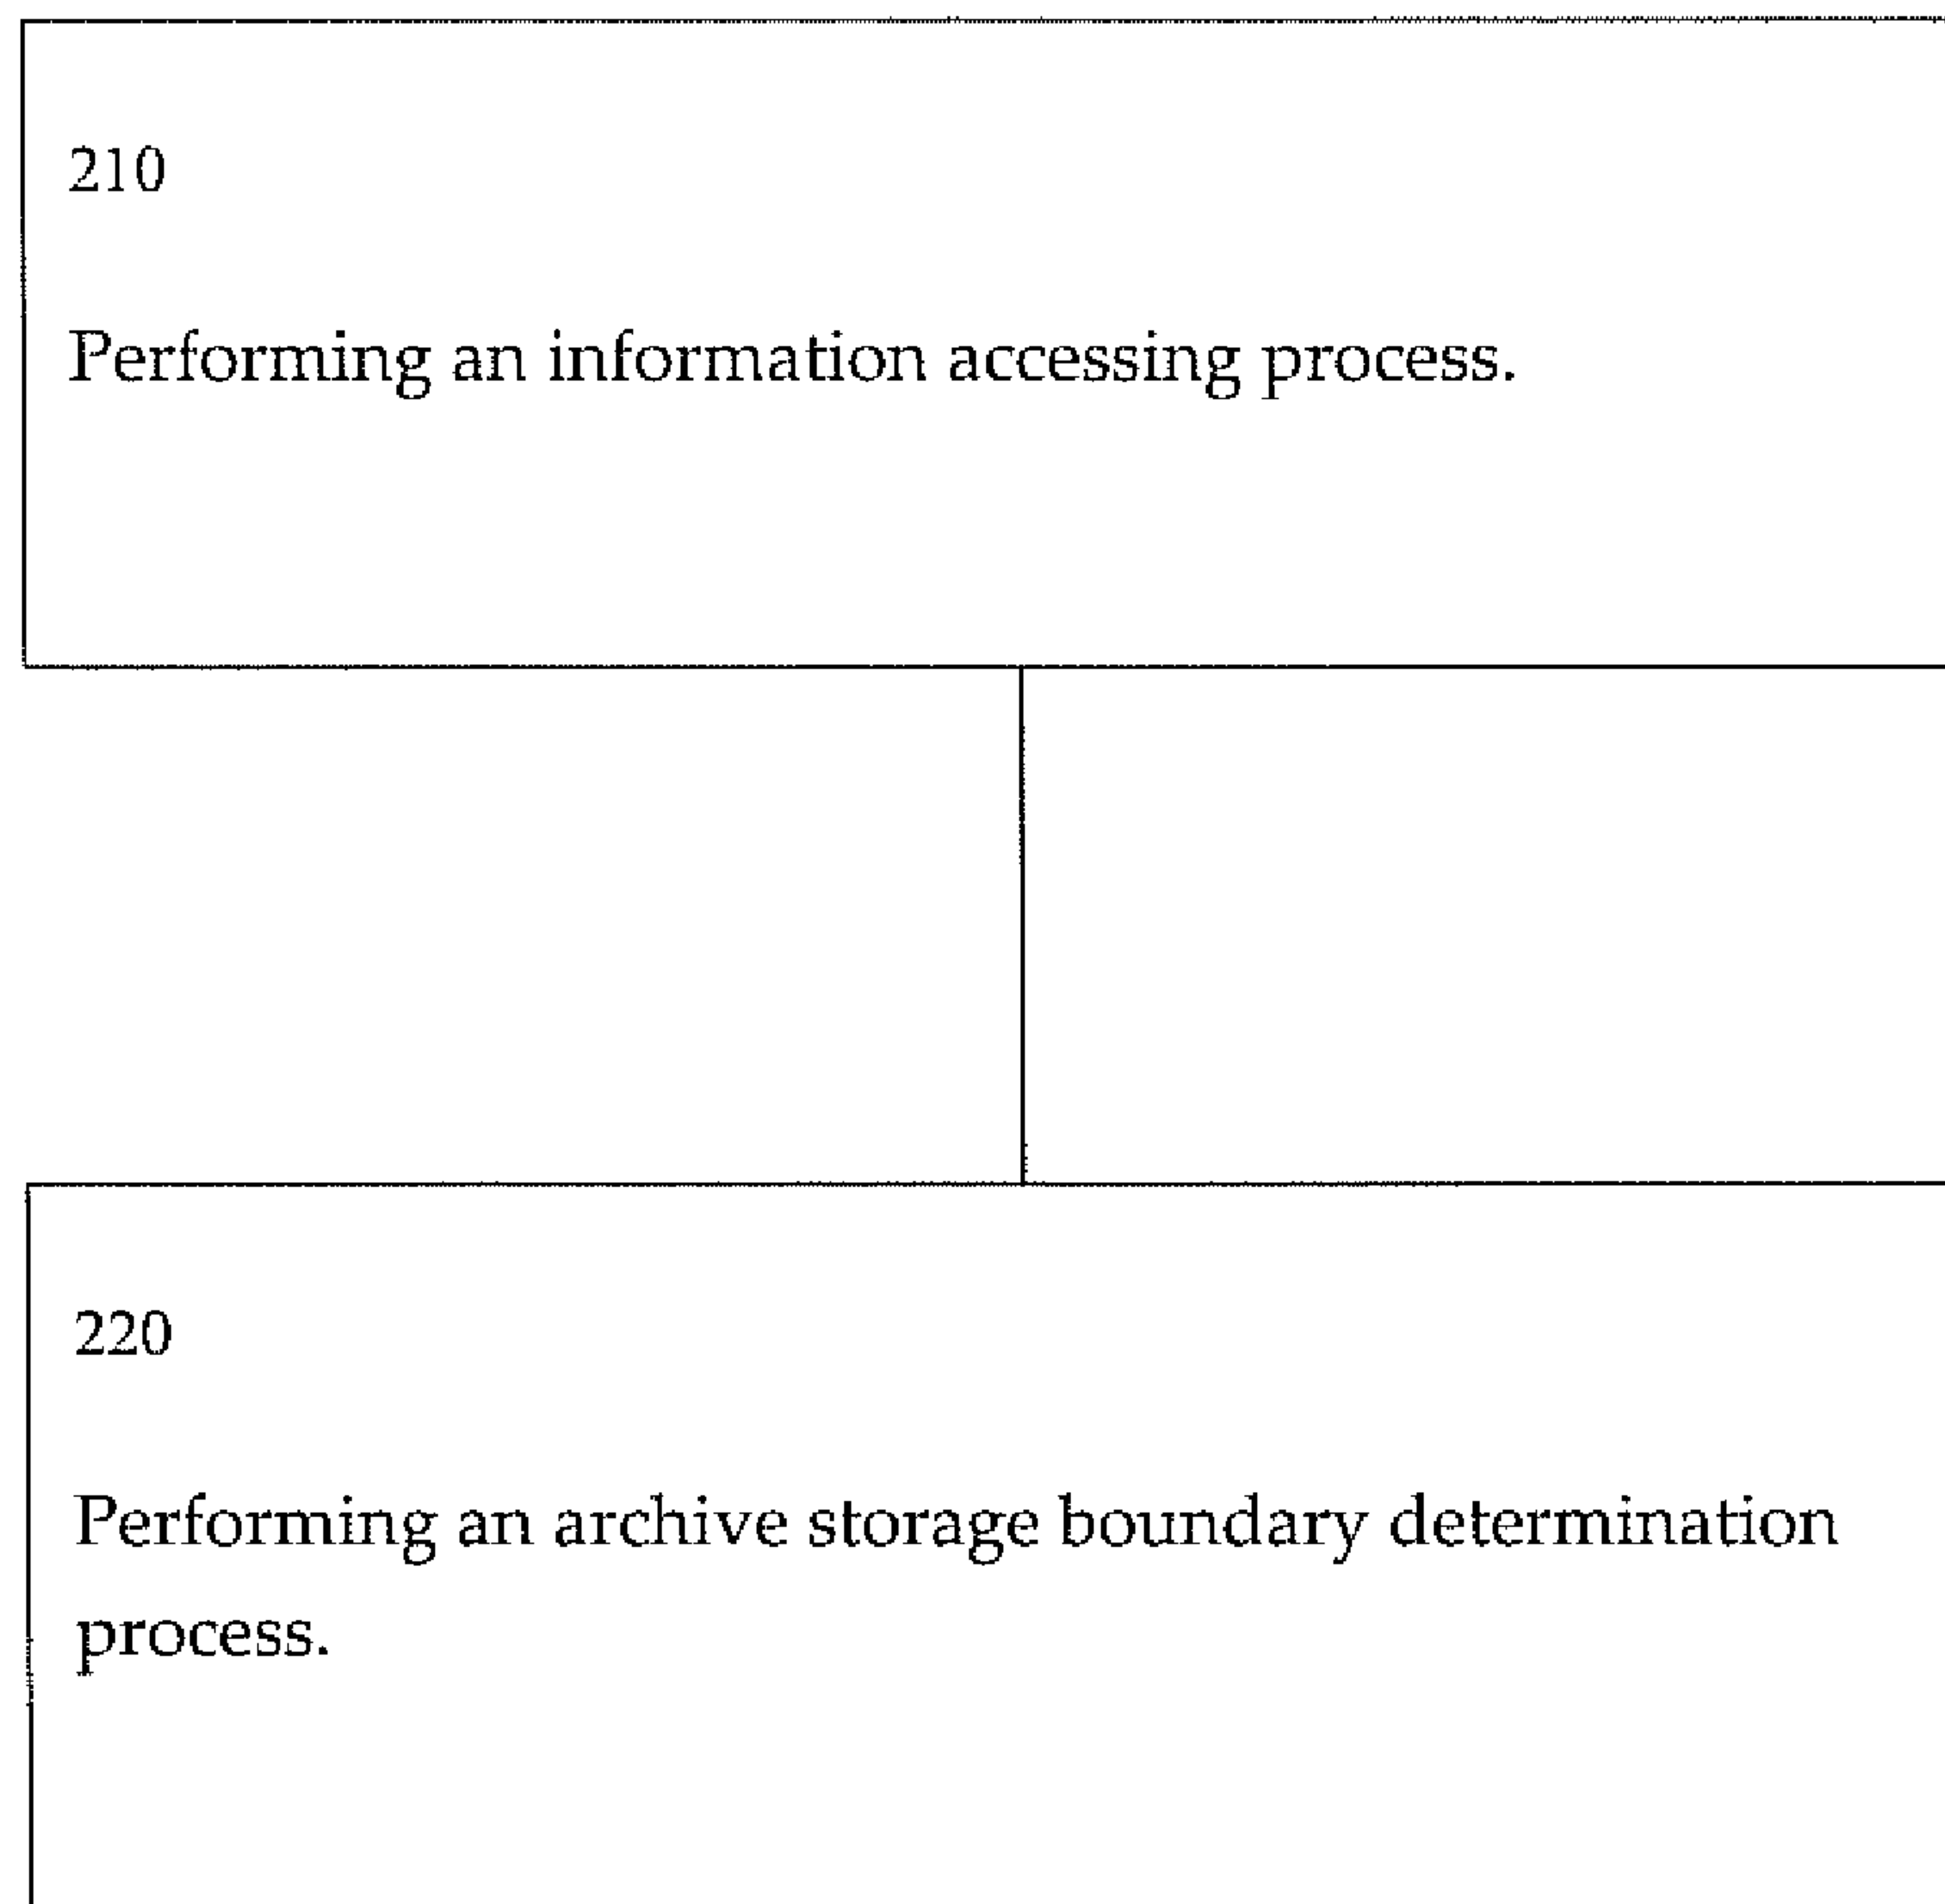 210
Performing an information accessing process.
220
Performing an archive storage boundary determination
process.